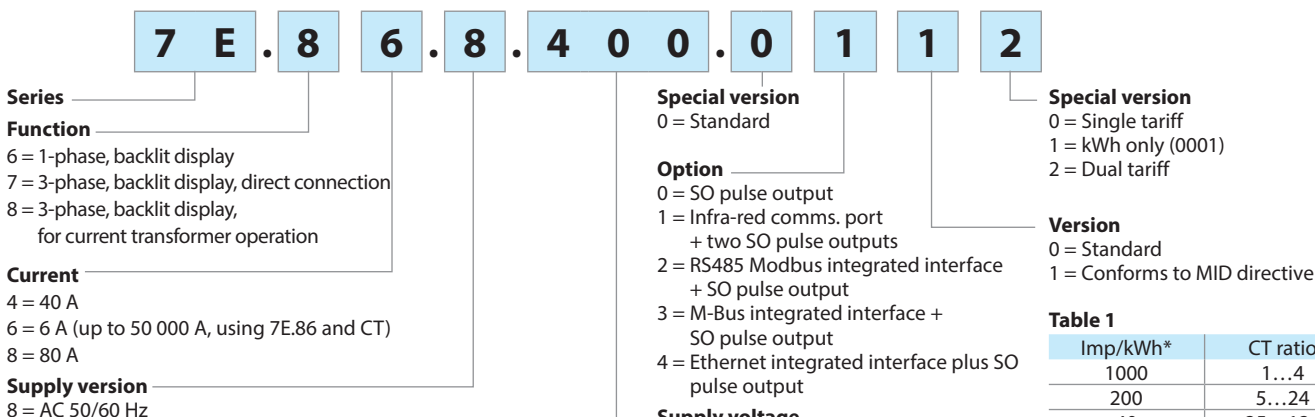 7 E . 8 6 . 8 . 4 0 0 . 0 1 1 2
Series
Function
6 = 1-phase, backlit display
7 = 3-phase, backlit display, direct connection
8 = 3-phase, backlit display,
for current transformer operation
Current
4 = 40 A
6 = 6 A (up to 50 000 A, using 7E.86 and CT)
8 = 80 A
Supply version
8 = AC 50/60 Hz
Special version
0 = Standard
Option
0 = SO pulse output
1 = Infra-red comms. port
+ two SO pulse outputs
2 = RS485 Modbus integrated interface
+ SO pulse output
3 = M-Bus integrated interface +
SO pulse output
4 = Ethernet integrated interface plus SO
pulse output
Supply voltage
Special version
0 = Single tariff
1 = kWh only (0001)
2 = Dual tariff
Version
0 = Standard
1 = Conforms to MID directive
Table 1
Imp/kWh* CT ratio
1000 1…4
200 5…24